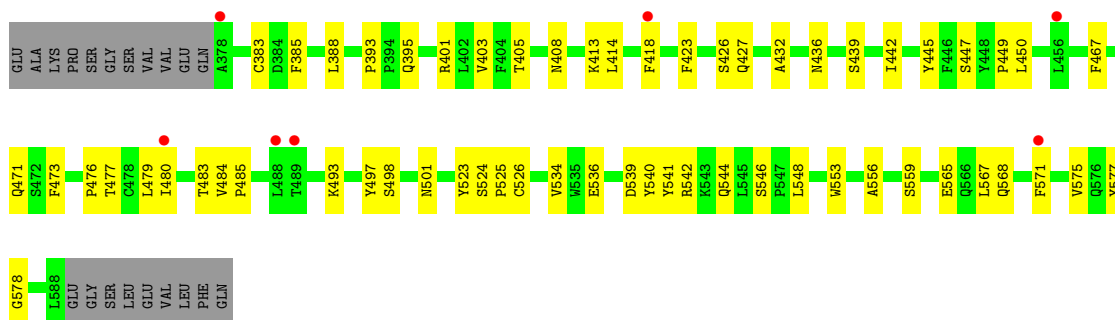 GLU ALA LYS PRO SER GLY SER VAL VAL GLU GLN A378 C383 D384 F385 L388 P393 P394 Q395 R401 L402 V403 F404 T405 N408 K413 L414 F418 F423 S426 Q427 A432 N436 S439 I442 Y445 F446 S447 Y448 P449 L450 L456 F467
Q471 S472 F473 P476 T477 C478 L479 I480 T483 V484 P485 L488 T489 K493 Y497 S498 N501 Y523 S524 P525 C526 V534 W535 E536 D539 Y540 Y541 R542 K543 Q544 L545 S546 P547 L548 W553 A556 S559 E565 Q566 L567 Q568 F571 V575 Q576 Y577
G578 L588 GLU GLY SER LEU GLU VAL LEU PHE GLN